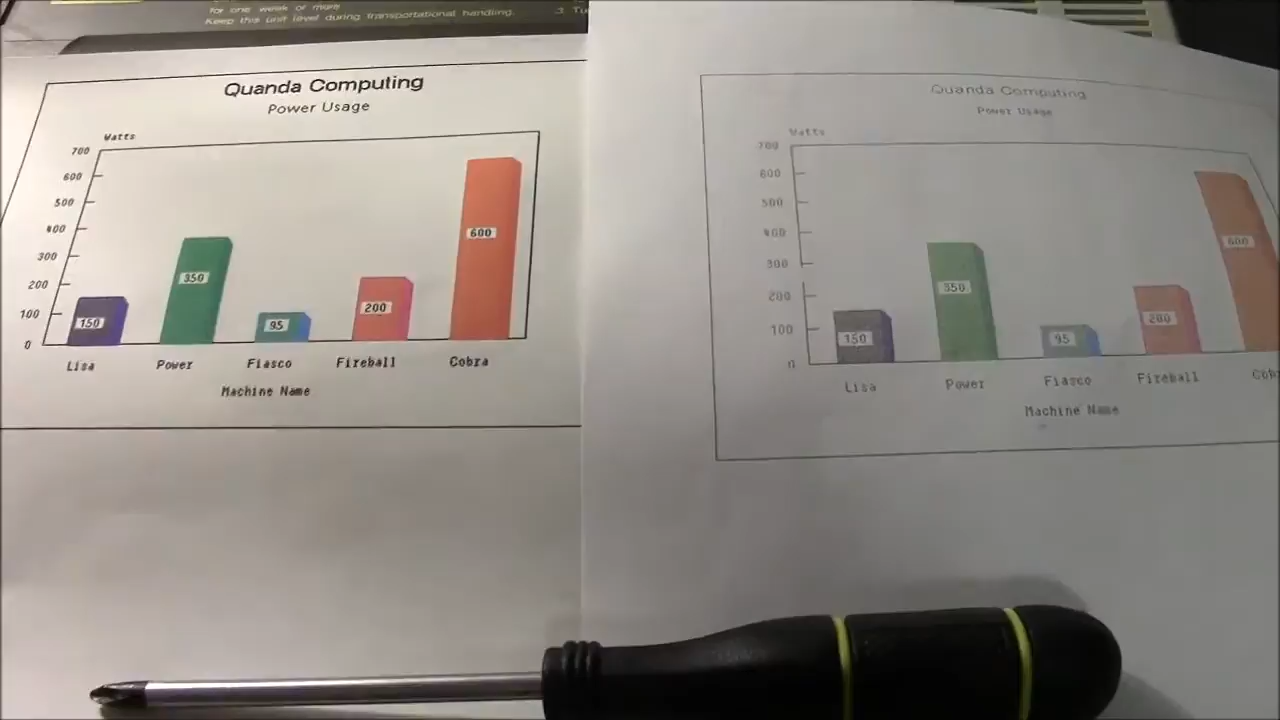 for one week or more
Keep this unit level during transportational handling.
3. Tu
Quanda Computing
Power Usage
Watts
700
600
500
400
300
200
100
0
150
350
95
200
600
Lisa
Power
Fiasco
Fireball
Cobra
Machine Name
Quanda Computing
Power Usage
Watts
700
600
500
400
300
200
100
0
150
350
95
200
600
Lisa
Power
Fiasco
Fireball
Cob
Machine Name